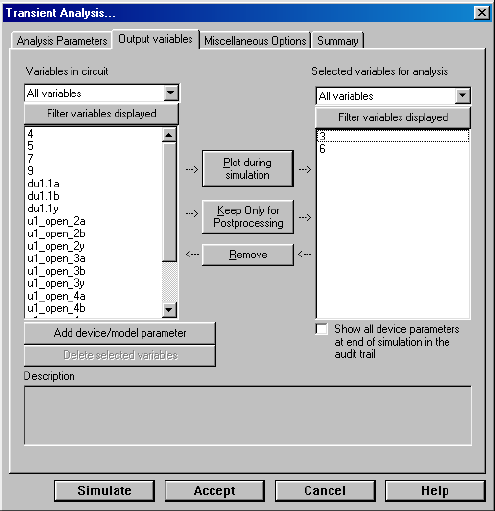 Transient Analysis...
Analysis Parameters
Output variables
Miscellaneous Options
Summary
Variables in circuit
All variables
Filter variables displayed
4
5
7
9
du1.1a
du1.1b
du1.1y
u1_open_2a
u1_open_2b
u1_open_2y
u1_open_3a
u1_open_3b
u1_open_3y
u1_open_4a
u1_open_4b
Add device/model parameter
Delete selected variables
--->
Plot during
simulation
--->
--->
Keep Only for
Postprocessing
--->
<---
Remove
<---
Selected variables for analysis
All variables
Filter variables displayed
3
6
Show all device parameters
at end of simulation in the
audit trail
Description
Simulate
Accept
Cancel
Help